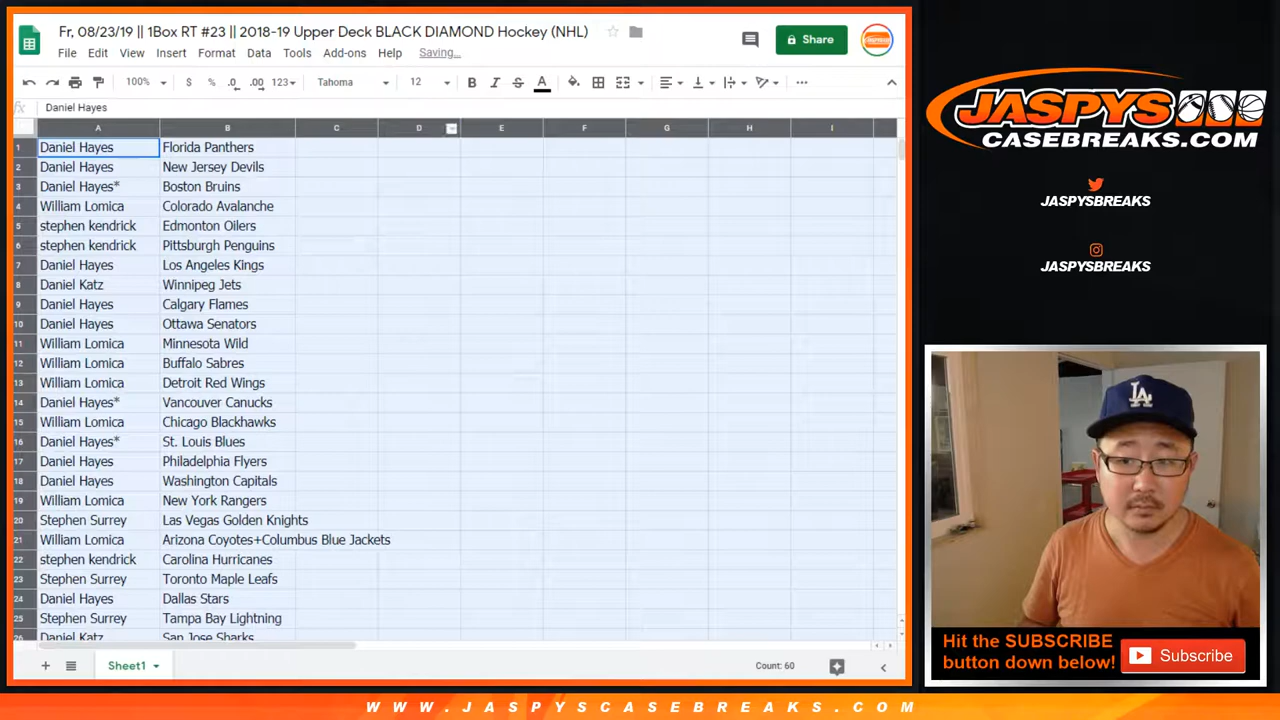 Fr, 08/23/19 || 1Box RT #23 || 2018-19 Upper Deck BLACK DIAMOND Hockey (NHL)
File Edit View Insert Format Data Tools Add-ons Help Saving...
Share
100% $ % .0 .00 123 Tahoma 12 B I S A
fx Daniel Hayes
A B C D E F G H I
1 Daniel Hayes Florida Panthers
2 Daniel Hayes New Jersey Devils
3 Daniel Hayes* Boston Bruins
4 William Lomica Colorado Avalanche
5 stephen kendrick Edmonton Oilers
6 stephen kendrick Pittsburgh Penguins
7 Daniel Hayes Los Angeles Kings
8 Daniel Katz Winnipeg Jets
9 Daniel Hayes Calgary Flames
10 Daniel Hayes Ottawa Senators
11 William Lomica Minnesota Wild
12 William Lomica Buffalo Sabres
13 William Lomica Detroit Red Wings
14 Daniel Hayes* Vancouver Canucks
15 William Lomica Chicago Blackhawks
16 Daniel Hayes* St. Louis Blues
17 Daniel Hayes Philadelphia Flyers
18 Daniel Hayes Washington Capitals
19 William Lomica New York Rangers
20 Stephen Surrey Las Vegas Golden Knights
21 William Lomica Arizona Coyotes+Columbus Blue Jackets
22 stephen kendrick Carolina Hurricanes
23 Stephen Surrey Toronto Maple Leafs
24 Daniel Hayes Dallas Stars
25 Stephen Surrey Tampa Bay Lightning
26 Daniel Katz San Jose Sharks
Sheet1
Count: 60
JASPYS
CASEBREAKS.COM
JASPYSBREAKS
JASPYSBREAKS
LA
Hit the SUBSCRIBE
button down below!
Subscribe
WWW.JASPYSCASEBREAKS.COM